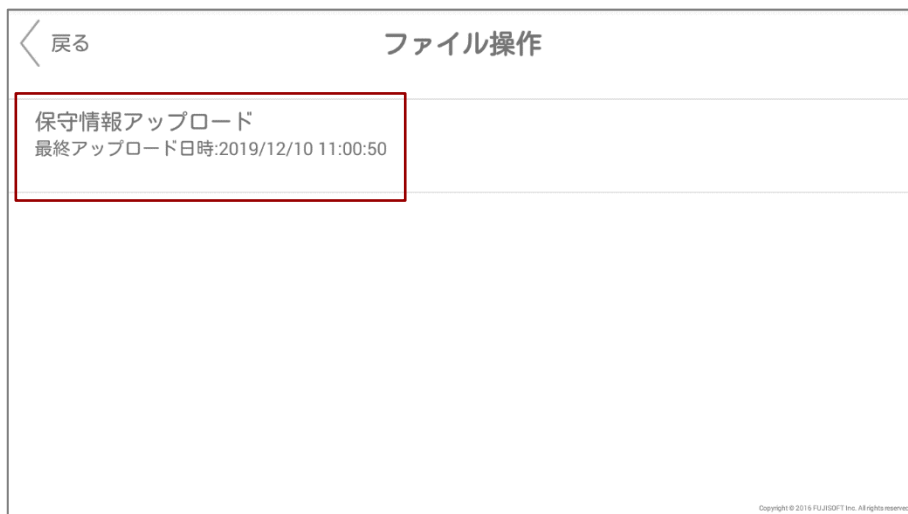 戻る
ファイル操作
保守情報アップロード
最終アップロード日時:2019/12/10 11:00:50
Copyright © 2016 FUJISOFT Inc. All rights reserved